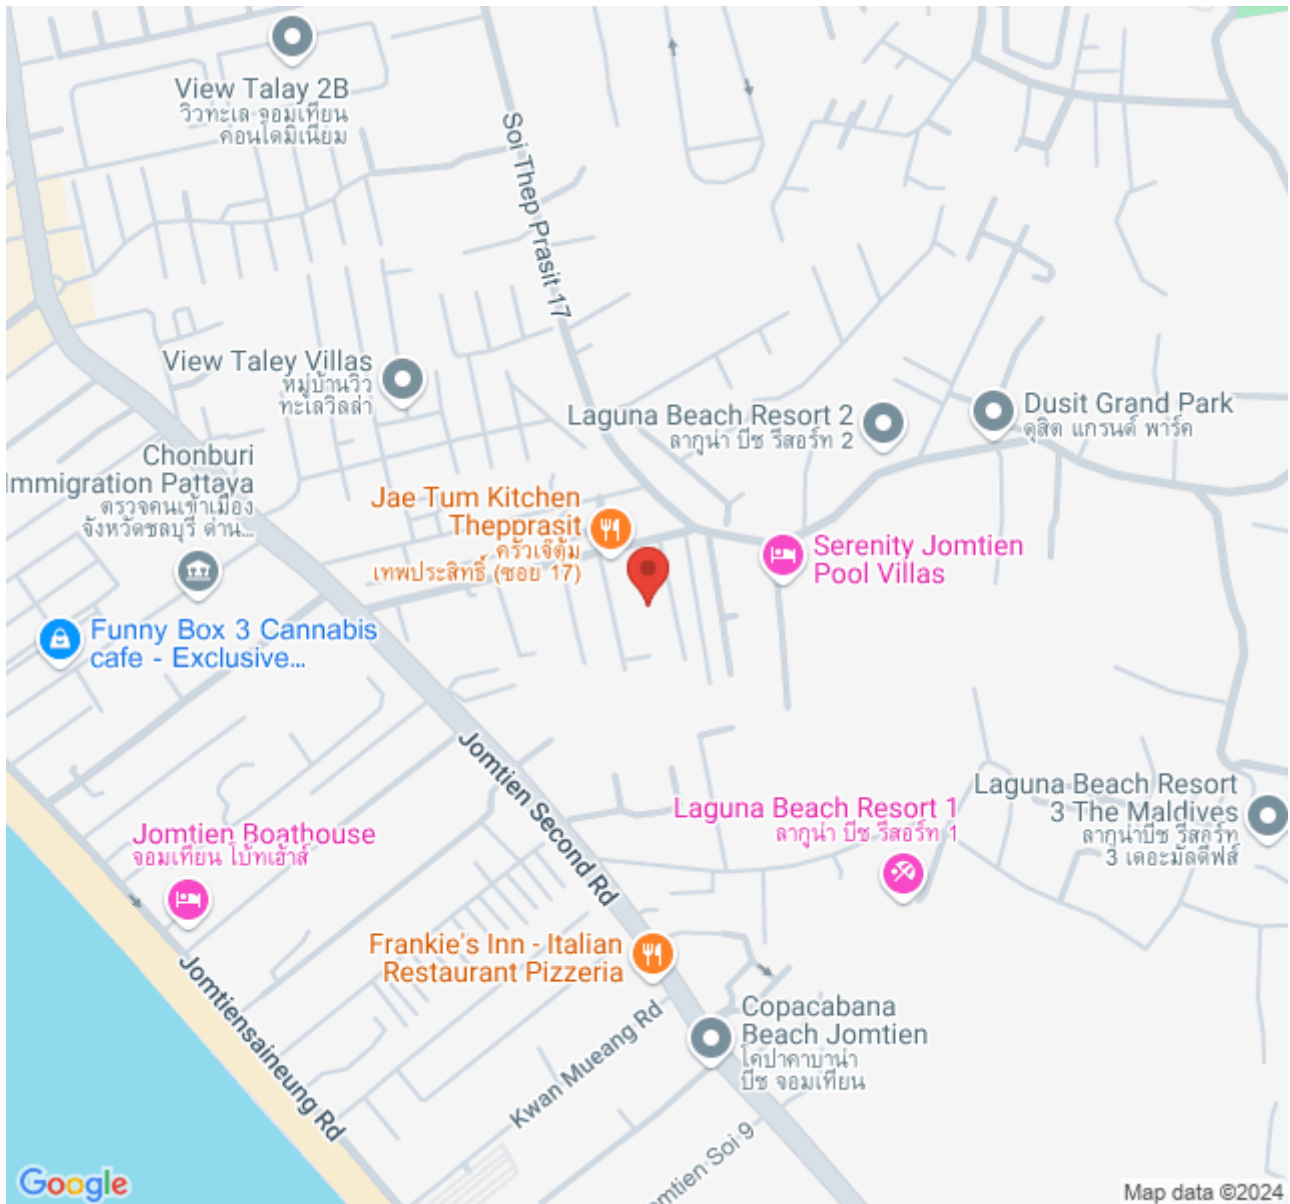 View Talay 2B
วิวทะเล จอมเทียน
คอนโดมิเนียม
Soi Thep Prasit 17
View Taley Villas
หมู่บ้านวิว
ทะเลวิลล่า
Laguna Beach Resort 2
ลากูน่า บีช รีสอร์ท 2
Dusit Grand Park
ดุสิต แกรนด์ พาร์ค
Chonburi
Immigration Pattaya
ตรวจคนเข้าเมือง
จังหวัดชลบุรี ด่าน...
Jae Tum Kitchen
Thepprasit
ครัวเจ๊ตุ้ม
เทพประสิทธิ์ (ซอย 17)
Serenity Jomtien
Pool Villas
Funny Box 3 Cannabis
cafe - Exclusive...
Jomtien Second Rd
Laguna Beach Resort 1
ลากูน่า บีช รีสอร์ท 1
Laguna Beach Resort
3 The Maldives
ลากูน่าบีช รีสอร์ท
3 เดอะมัลดีฟส์
Jomtien Boathouse
จอมเทียน โบ้ทเฮ้าส์
Frankie's Inn - Italian
Restaurant Pizzeria
Jomtiensaineung Rd
Kwan Mueang Rd
Copacabana
Beach Jomtien
โคปาคาบาน่า
บีช จอมเทียน
omtien Soi 9
Google
Map data ©2024